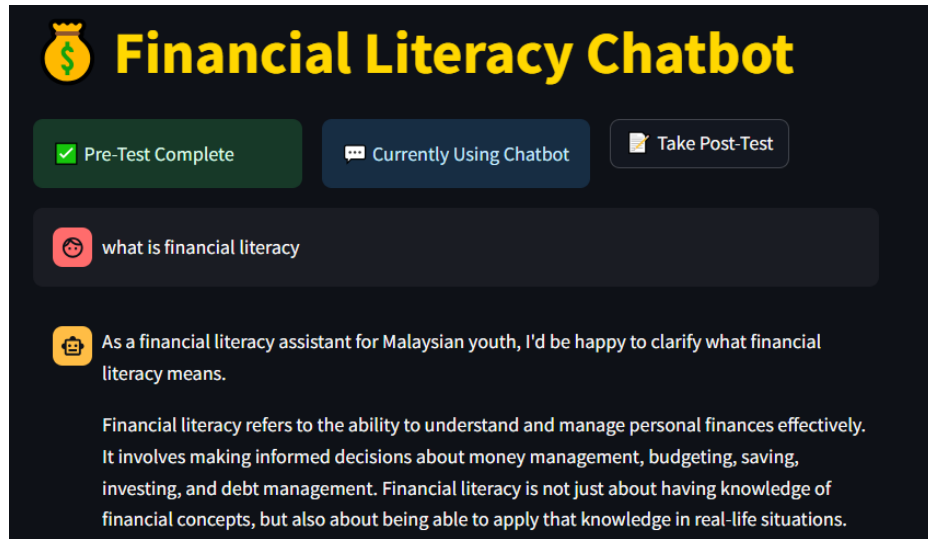 Financial Literacy Chatbot
Pre-Test Complete
Currently Using Chatbot
Take Post-Test
what is financial literacy
As a financial literacy assistant for Malaysian youth, I'd be happy to clarify what financial
literacy means.
Financial literacy refers to the ability to understand and manage personal finances effectively.
It involves making informed decisions about money management, budgeting, saving,
investing, and debt management. Financial literacy is not just about having knowledge of
financial concepts, but also about being able to apply that knowledge in real-life situations.